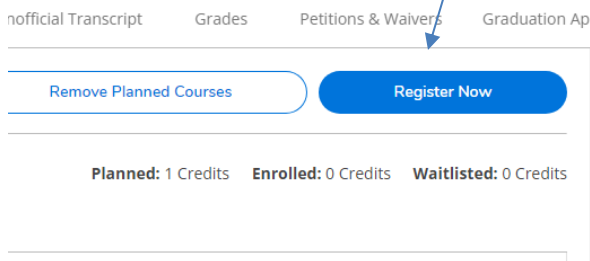 nofficial Transcript Grades Petitions & Waivers Graduation Ap
Remove Planned Courses Register Now
Planned: 1 Credits Enrolled: 0 Credits Waitlisted: 0 Credits